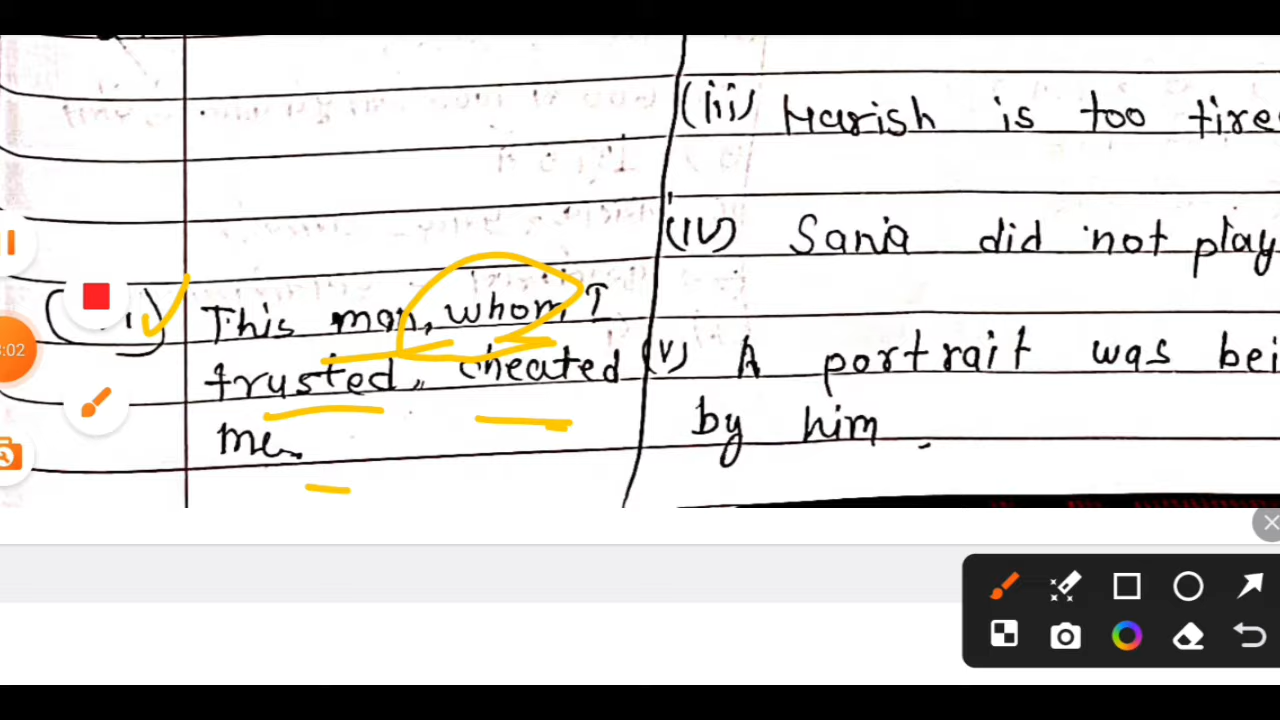 (iii) Harish is too tire
(iv) Sania did not play
This man, whom I
trusted, cheated
me.
(v) A portrait was bei
by him.
:02